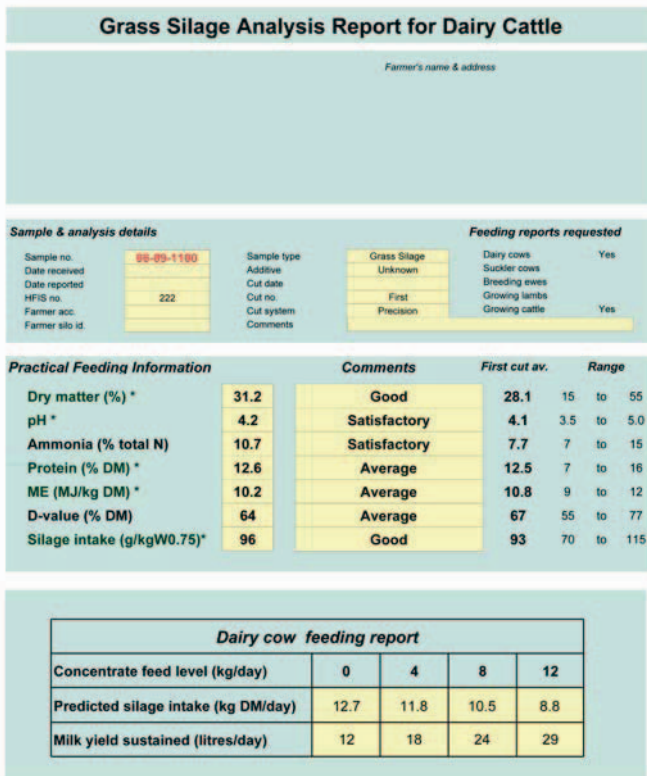 Grass Silage Analysis Report for Dairy Cattle
Farmer's name & address
Sample & analysis details Feeding reports requested
Sample no. 08-09-1100 Sample type Grass Silage Dairy cows Yes
Date received Additive Unknown Suckler cows
Date reported Cut date Breeding ewes
HFIS no. 222 Cut no. First Growing lambs
Farmer acc. Cut system Precision Growing cattle Yes
Farmer silo id. Comments
Practical Feeding Information Comments First cut av. Range
Dry matter (%) * 31.2 Good 28.1 15 to 55
pH * 4.2 Satisfactory 4.1 3.5 to 5.0
Ammonia (% total N) 10.7 Satisfactory 7.7 7 to 15
Protein (% DM) * 12.6 Average 12.5 7 to 16
ME (MJ/kg DM) * 10.2 Average 10.8 9 to 12
D-value (% DM) 64 Average 67 55 to 77
Silage intake (g/kgW0.75)* 96 Good 93 70 to 115
Dairy cow feeding report
Concentrate feed level (kg/day) 0 4 8 12
Predicted silage intake (kg DM/day) 12.7 11.8 10.5 8.8
Milk yield sustained (litres/day) 12 18 24 29